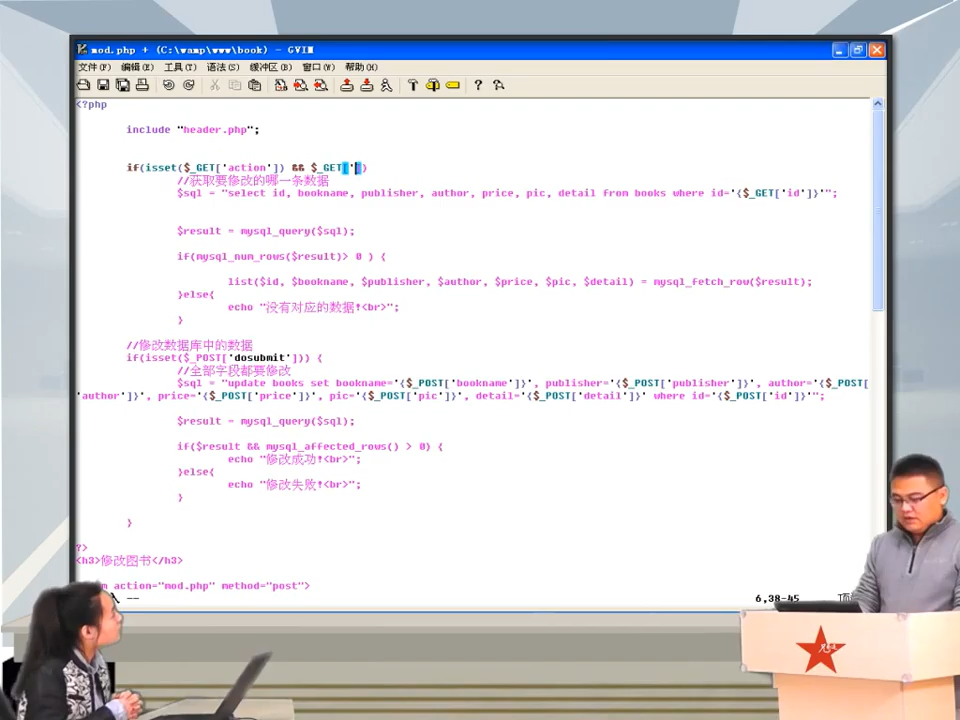 mod.php + (C:\wamp\www\book) - GVIM
文件(F) 编辑(E) 工具(T) 语法(S) 缓冲区(B) 窗口(W) 帮助(H)
<?php
include "header.php";
if(isset($_GET['action']) && $_GET['])
//获取要修改的哪一条数据
$sql = "select id, bookname, publisher, author, price, pic, detail from books where id='{$_GET['id']}'";
$result = mysql_query($sql);
if(mysql_num_rows($result)> 0 ) {
list($id, $bookname, $publisher, $author, $price, $pic, $detail) = mysql_fetch_row($result);
}else{
echo "没有对应的数据!<br>";
}
//修改数据库中的数据
if(isset($_POST['dosubmit'])) {
//全部字段都要修改
$sql = "update books set bookname='{$_POST['bookname']}', publisher='{$_POST['publisher']}', author='{$_POST[
'author']}', price='{$_POST['price']}', pic='{$_POST['pic']}', detail='{$_POST['detail']}' where id='{$_POST['id']}'";
$result = mysql_query($sql);
if($result && mysql_affected_rows() > 0) {
echo "修改成功!<br>";
}else{
echo "修改失败!<br>";
}
}
?>
<h3>修改图书</h3>
action="mod.php" method="post">
-- 6,38-45